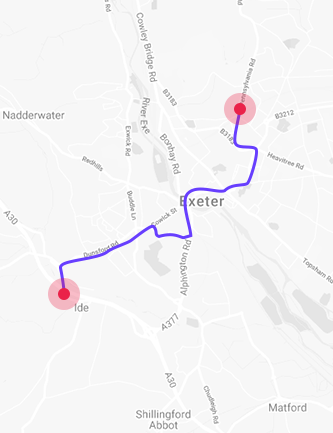 Cowley Bridge Rd
Pennsylvania Rd
B3183
B3212
Nadderwater
River Exe
Exwick Rd
Bonhay Rd
B3183
Heavitree Rd
Redhills
Buddle Ln
Exeter
A30
Cowick St
Dunsford Rd
Alphington Rd
Topsham Rd
Ide
A377
A30
Chudleigh Rd
Matford
Shillingford
Abbot